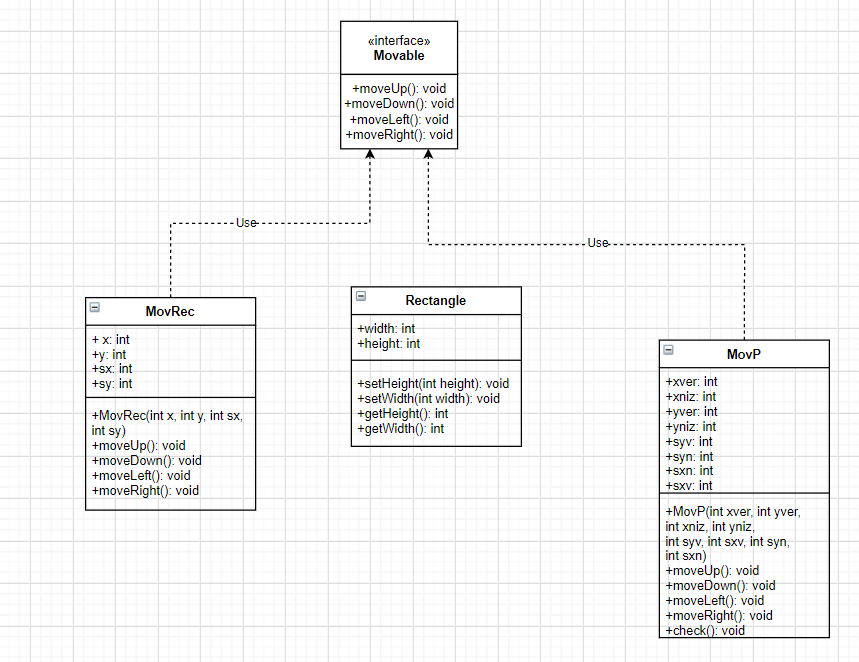 «interface»
Movable
+moveUp(): void
+moveDown(): void
+moveLeft(): void
+moveRight(): void
Use
Use
MovRec
+ x: int
+y: int
+sx: int
+sy: int
+MovRec(int x, int y, int sx,
int sy)
+moveUp(): void
+moveDown(): void
+moveLeft(): void
+moveRight(): void
Rectangle
+width: int
+height: int
+setHeight(int height): void
+setWidth(int width): void
+getHeight(): int
+getWidth(): int
MovP
+xver: int
+xniz: int
+yver: int
+yniz: int
+syv: int
+syn: int
+sxn: int
+sxv: int
+MovP(int xver, int yver,
int xniz, int yniz,
int syv, int sxv, int syn,
int sxn)
+moveUp(): void
+moveDown(): void
+moveLeft(): void
+moveRight(): void
+check(): void